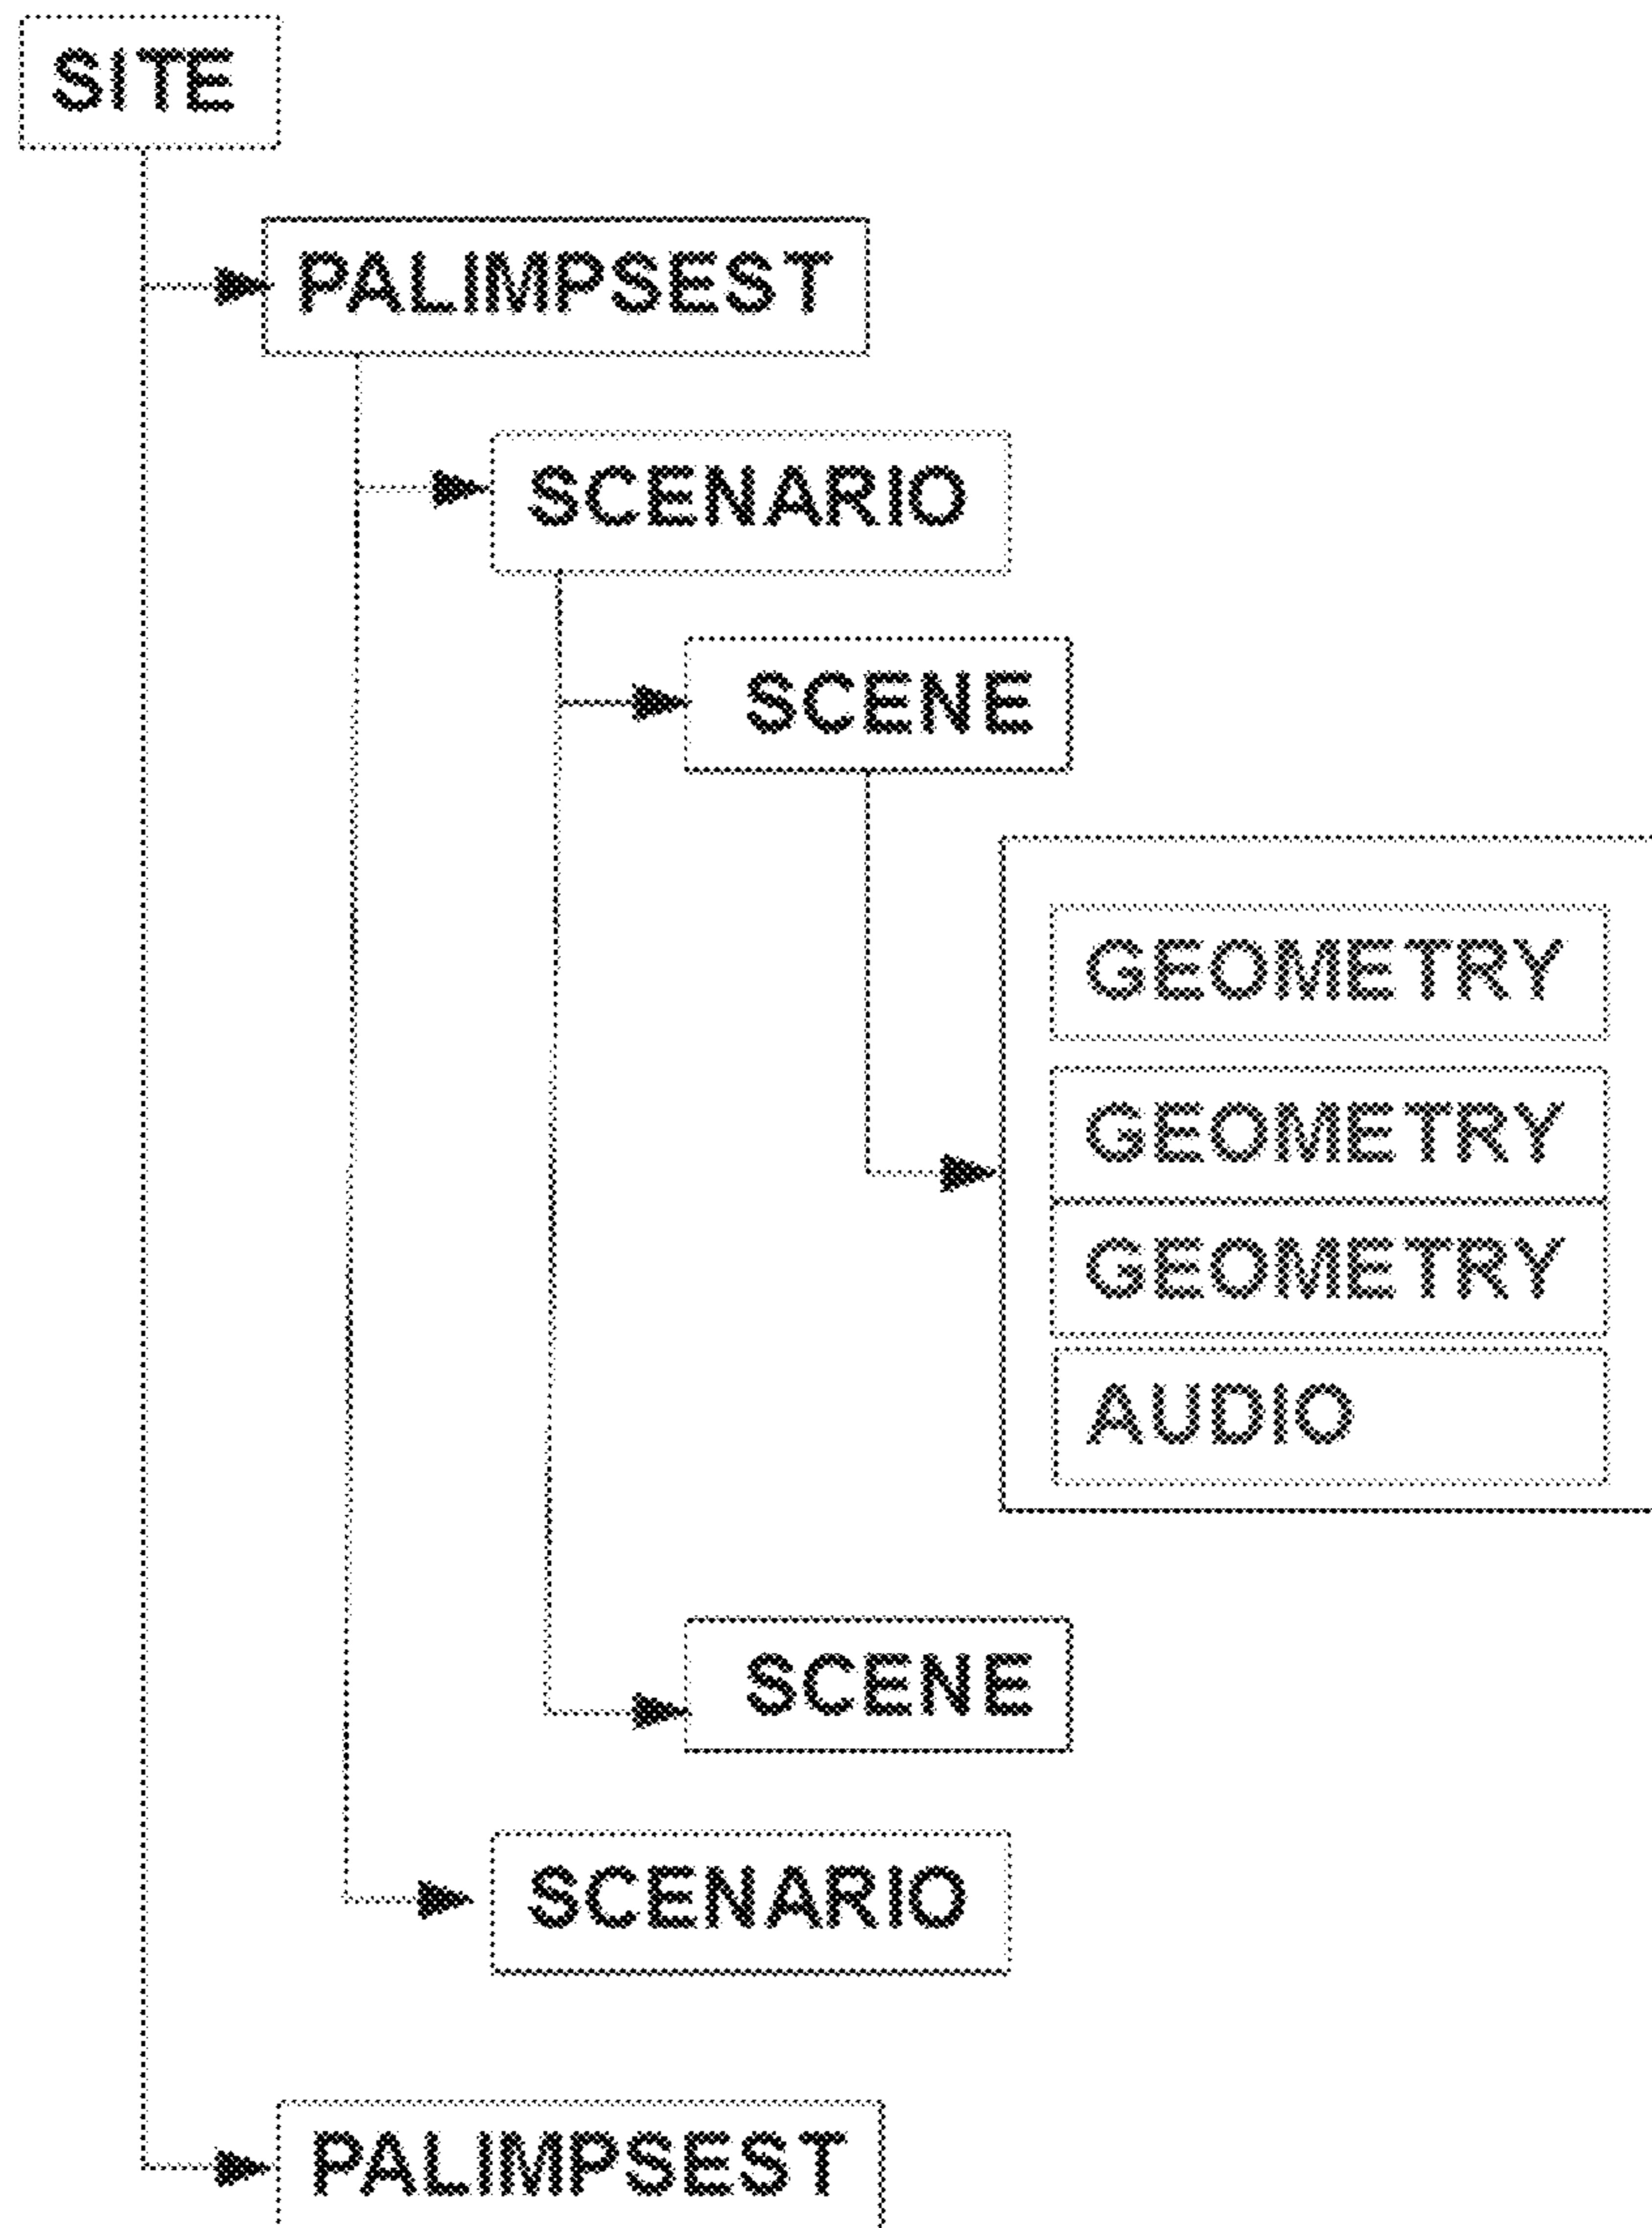 SITE
PALIMPSEST
SCENARIO
SCENE
GEOMETRY
GEOMETRY
GEOMETRY
AUDIO
SCENE
SCENARIO
PALIMPSEST